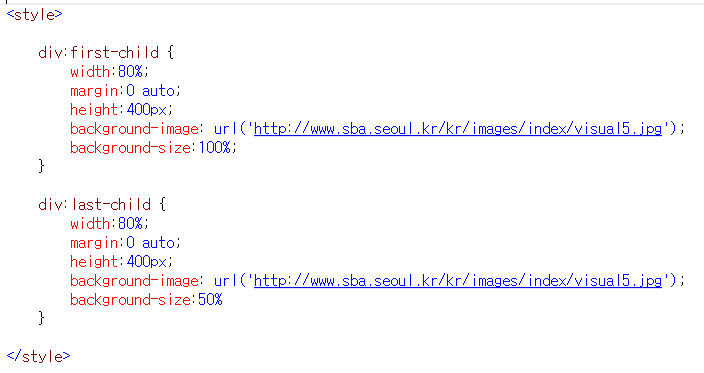 <style>
div:first-child {
width:80%;
margin:0 auto;
height:400px;
background-image: url('http://www.sba.seoul.kr/kr/images/index/visual5.jpg');
background-size:100%;
}
div:last-child {
width:80%;
margin:0 auto;
height:400px;
background-image: url('http://www.sba.seoul.kr/kr/images/index/visual5.jpg');
background-size:50%
}
</style>